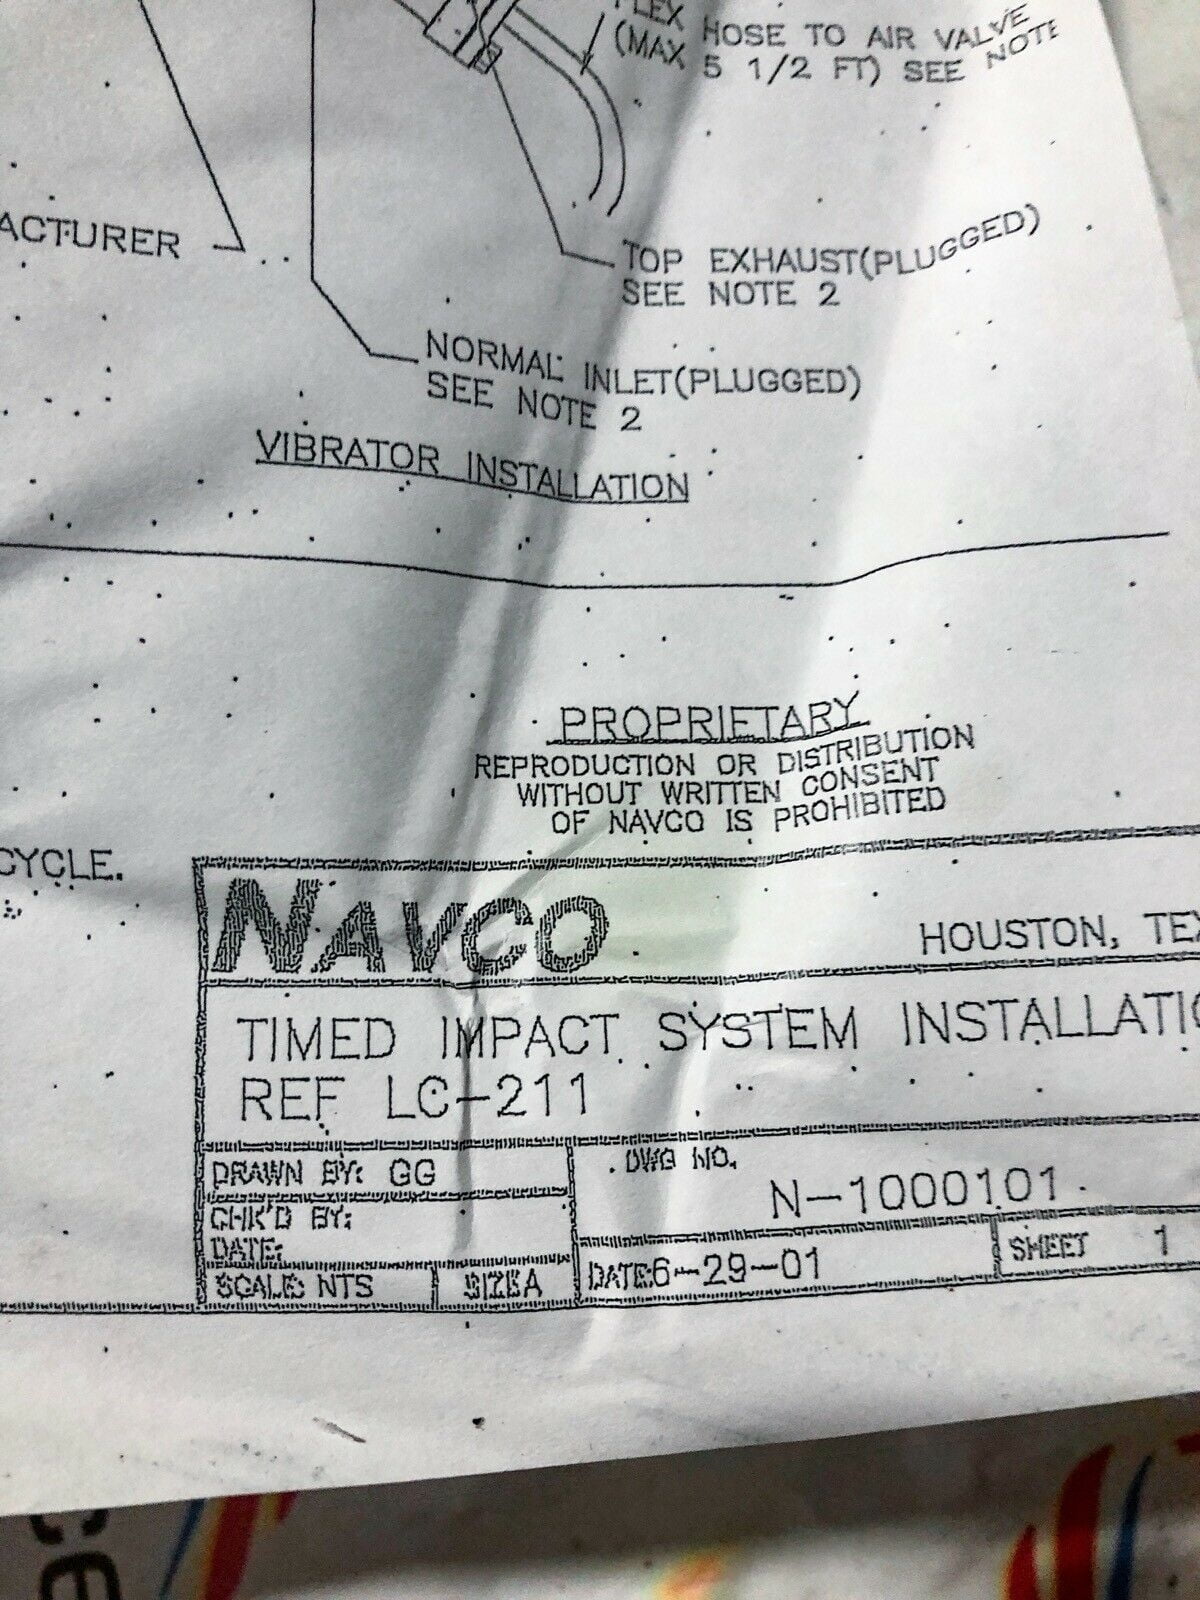 FLEX HOSE TO AIR VALVE
(MAX 5 1/2 FT) SEE NOTE
ACTURER
TOP EXHAUST(PLUGGED)
SEE NOTE 2
NORMAL INLET(PLUGGED)
SEE NOTE 2
VIBRATOR INSTALLATION
PROPRIETARY
REPRODUCTION OR DISTRIBUTION
WITHOUT WRITTEN CONSENT
OF NAVCO IS PROHIBITED
CYCLE.
NAVCO HOUSTON, TEX
TIMED IMPACT SYSTEM INSTALLATIO
REF LC-211
DRAWN BY: GG
CHK'D BY:
DATE:
SCALE: NTS
SIZE A
DWG NO.
N-1000101
DATE: 6-29-01
SHEET 1
CE